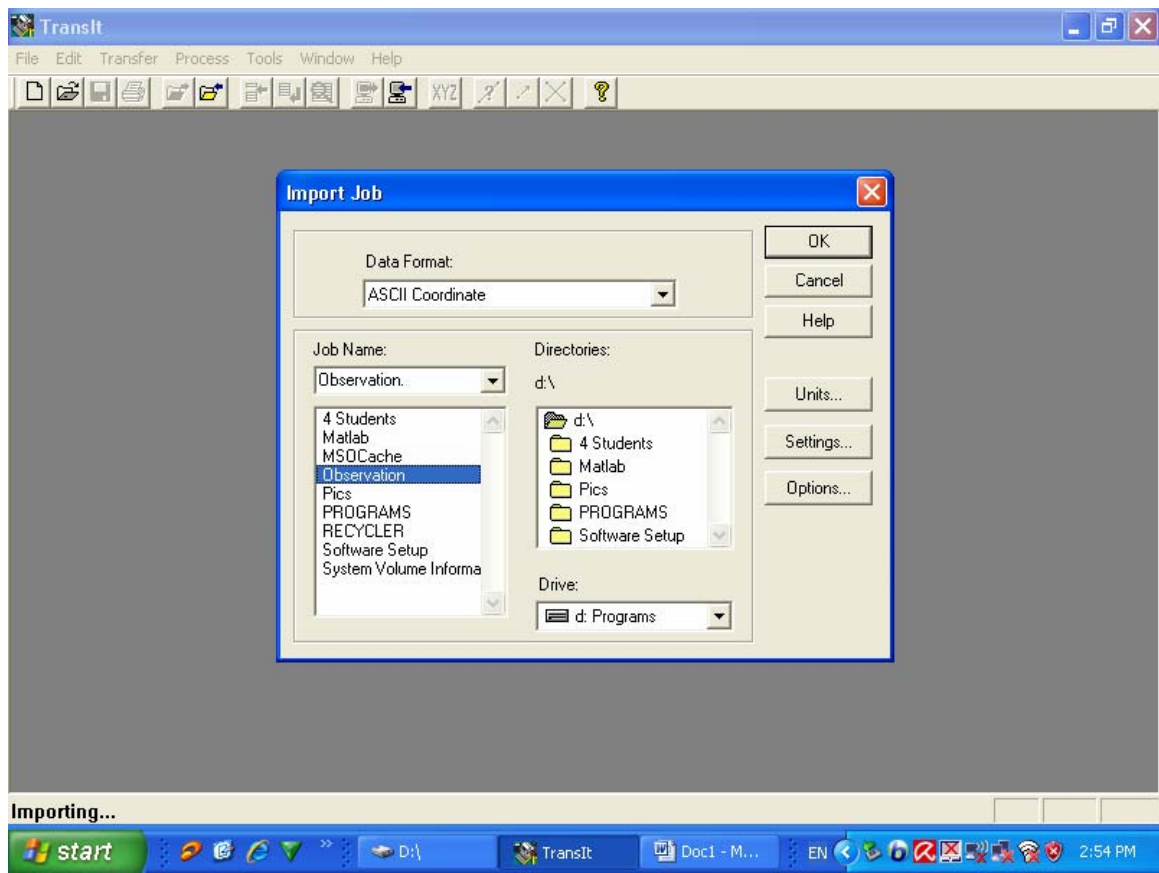 TransIt
File Edit Transfer Process Tools Window Help
XYZ
Import Job
Data Format:
ASCII Coordinate
OK
Cancel
Help
Job Name:
Observation.
4 Students
Matlab
MSOCache
Observation
Pics
PROGRAMS
RECYCLER
Software Setup
System Volume Informa
Directories:
d:\
d:\
4 Students
Matlab
Pics
PROGRAMS
Software Setup
Drive:
d: Programs
Units...
Settings...
Options...
Importing...
start D:\ TransIt Doc1 - M... EN 2:54 PM